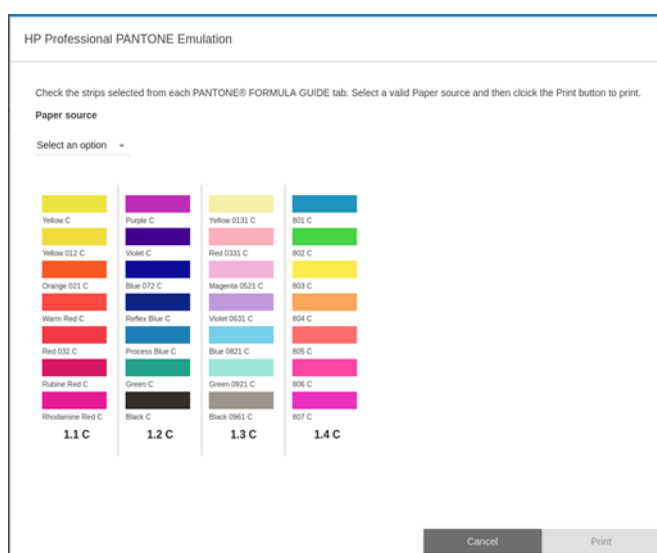 HP Professional PANTONE Emulation
Check the strips selected from each PANTONE® FORMULA GUIDE tab. Select a valid Paper source and then clcick the Print button to print.
Paper source
Select an option
Yellow C
Purple C
Yellow 0131 C
801 C
Yellow 012 C
Violet C
Red 0331 C
802 C
Orange 021 C
Blue 072 C
Magenta 0521 C
803 C
Warm Red C
Reflex Blue C
Violet 0631 C
804 C
Red 032 C
Process Blue C
Blue 0821 C
805 C
Rubine Red C
Green C
Green 0921 C
806 C
Rhodamine Red C
Black C
Black 0961 C
807 C
1.1 C
1.2 C
1.3 C
1.4 C
Cancel
Print